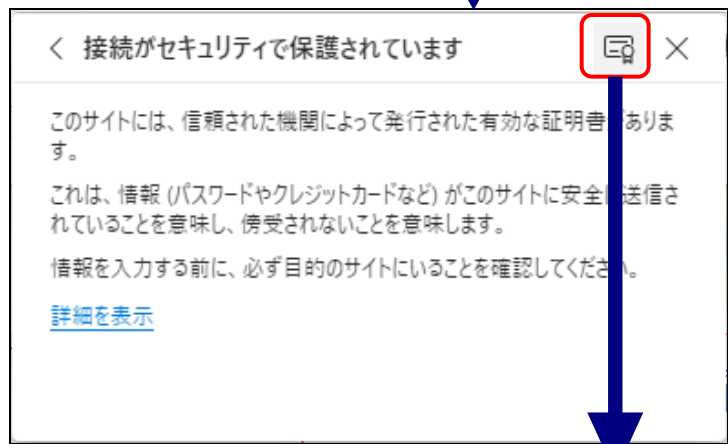 接続がセキュリティで保護されています
このサイトには、信頼された機関によって発行された有効な証明書がありま
す。
これは、情報 (パスワードやクレジットカードなど) がこのサイトに安全に送信さ
れていることを意味し、傍受されないことを意味します。
情報を入力する前に、必ず目的のサイトにいることを確認してください。
詳細を表示